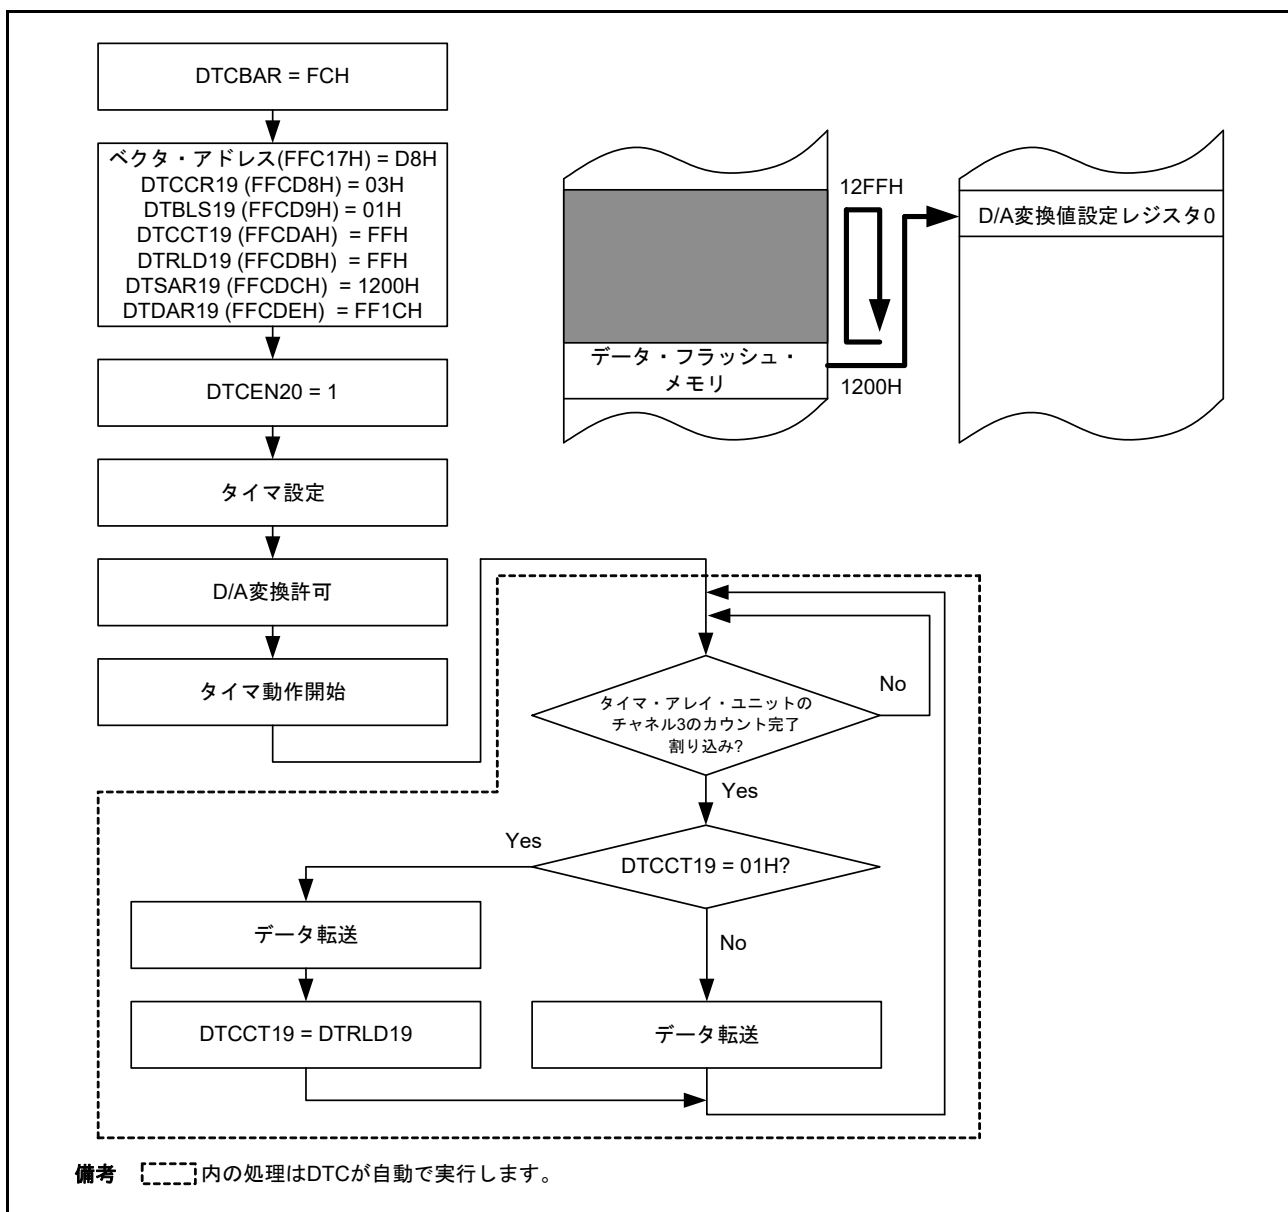 DTCBAR = FCH
ベクタ・アドレス(FFC17H) = D8H
DTCCR19 (FFCD8H) = 03H
DTBLS19 (FFCD9H) = 01H
DTCCT19 (FFCDAH) = FFH
DTRLD19 (FFCDBH) = FFH
DTSAR19 (FFCDCH) = 1200H
DTDAR19 (FFCDEH) = FF1CH
DTCEN20 = 1
タイマ設定
D/A変換許可
タイマ動作開始
12FFH
D/A変換値設定レジスタ0
データ・フラッシュ・
メモリ
1200H
タイマ・アレイ・ユニットの
チャネル3のカウント完了
割り込み?
No
Yes
DTCCT19 = 01H?
Yes
No
データ転送
DTCCT19 = DTRLD19
データ転送
備考 内の処理はDTCが自動で実行します。